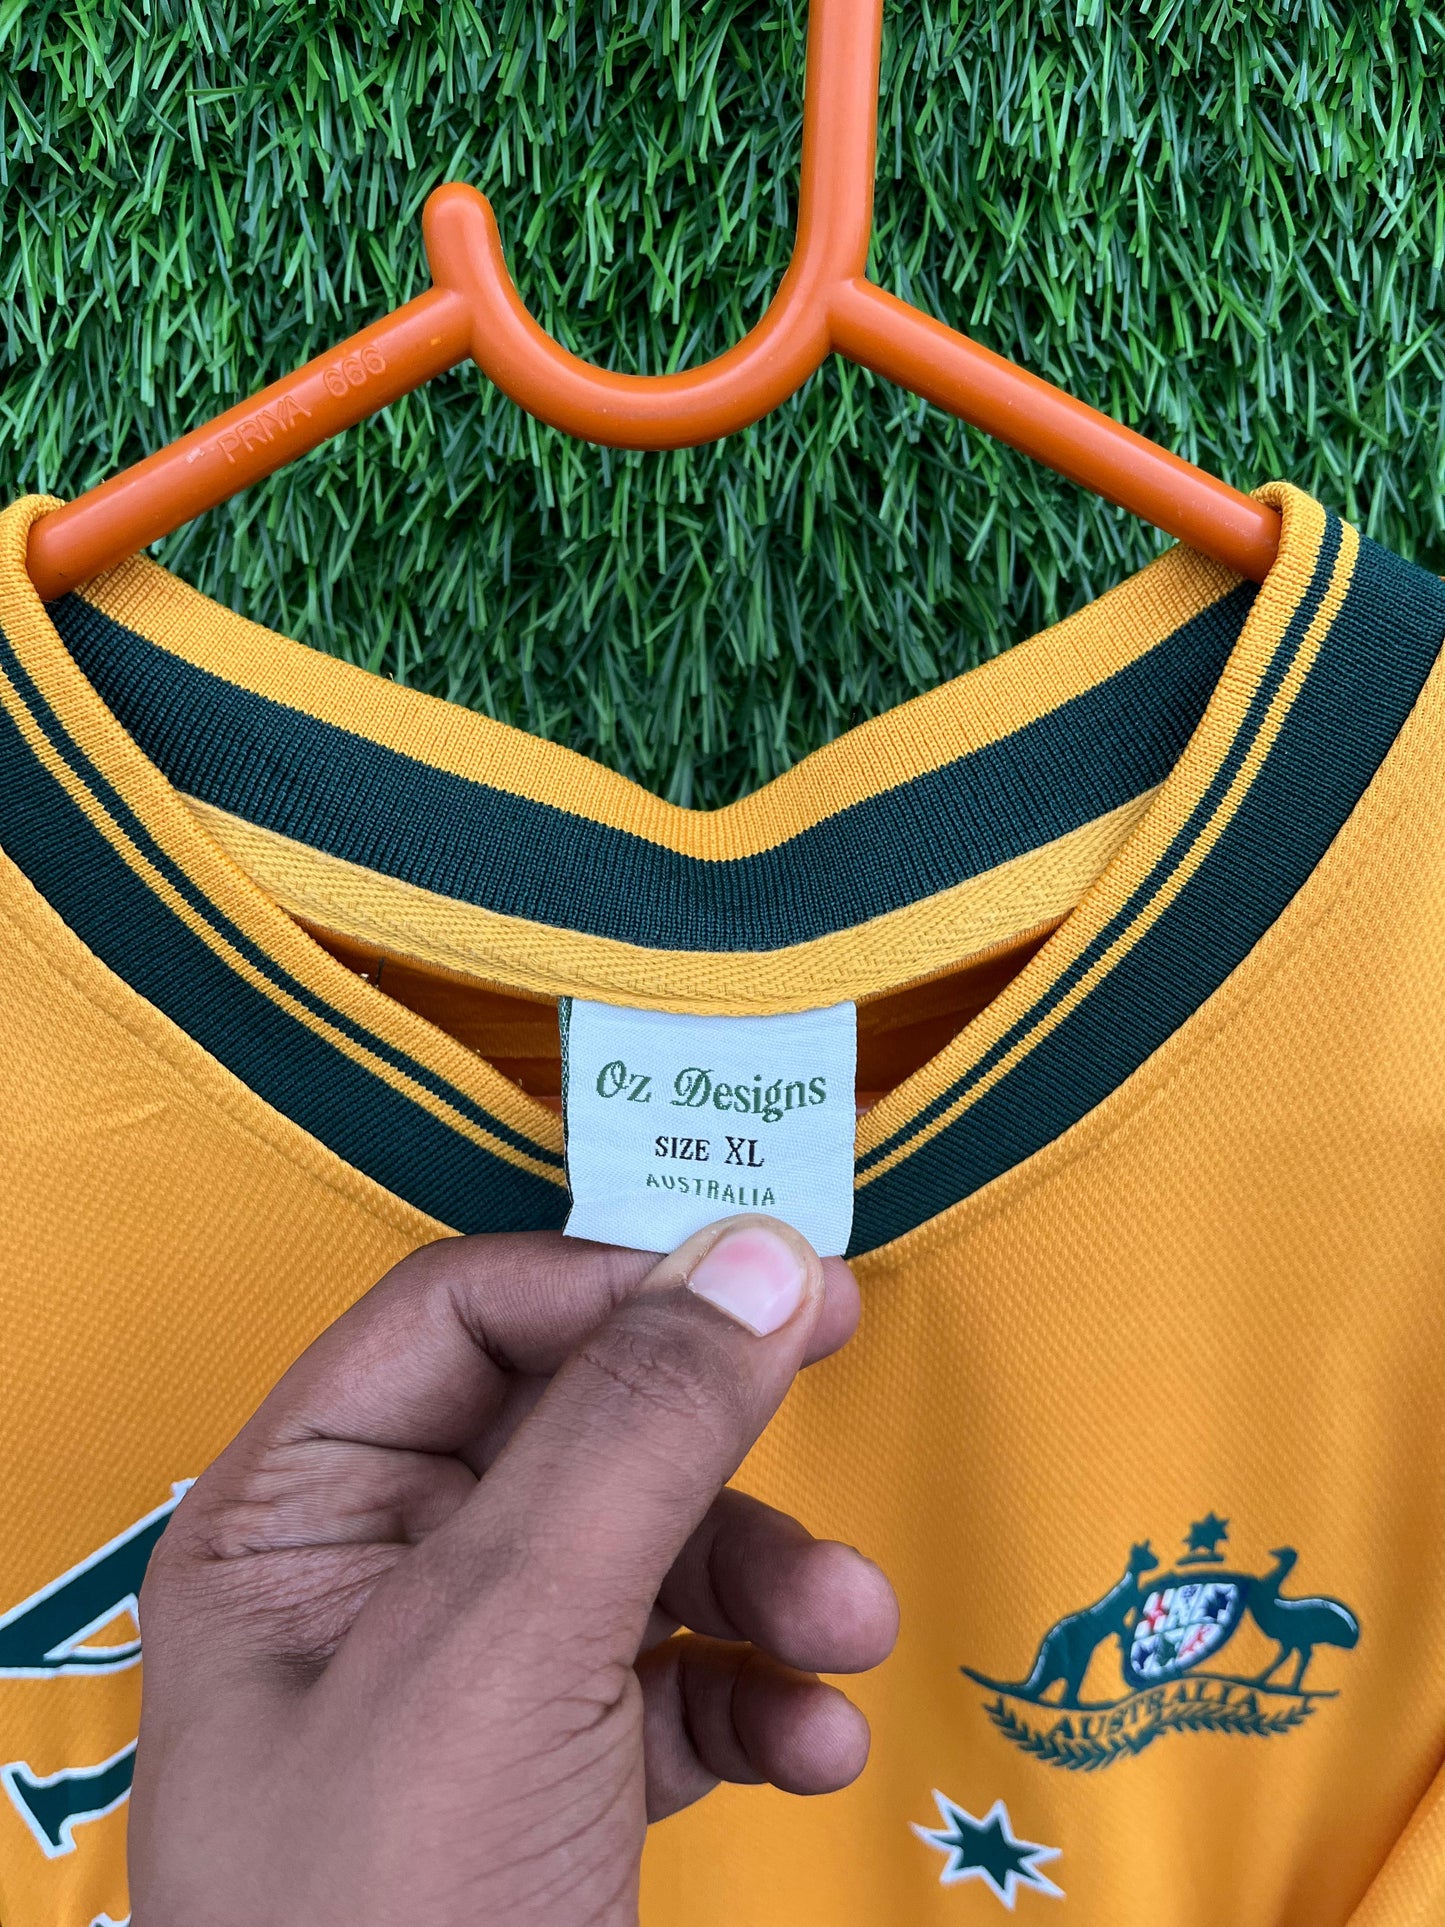 PRIYA 666
Oz Designs
SIZE XL
AUSTRALIA
AUSTRALIA